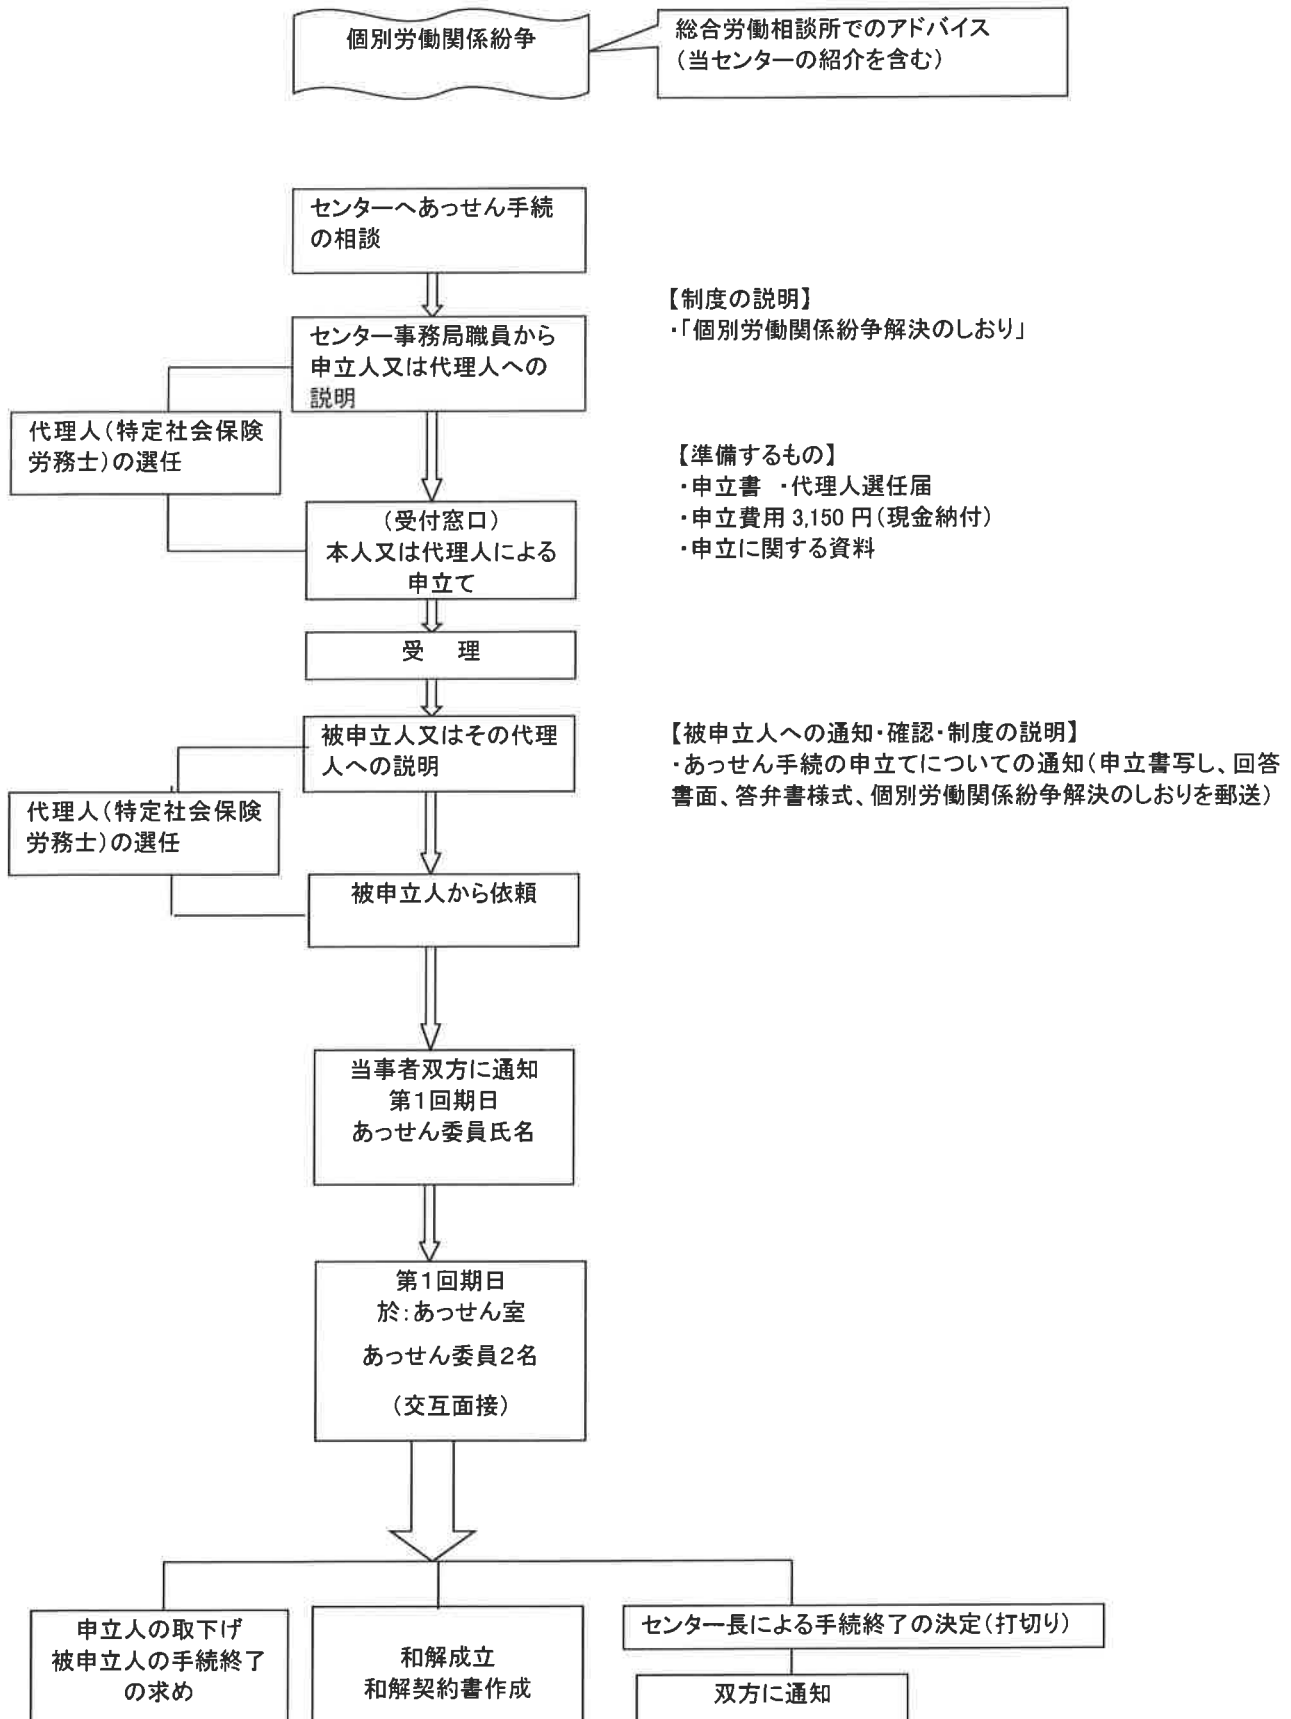 個別労働関係紛争
総合労働相談所でのアドバイス
(当センターの紹介を含む)
センターへあっせん手続
の相談
【制度の説明】
・「個別労働関係紛争解決のしおり」
センター事務局職員から
申立人又は代理人への
説明
代理人(特定社会保険
労務士)の選任
【準備するもの】
・申立書 ・代理人選任届
・申立費用 3,150 円(現金納付)
・申立に関する資料
(受付窓口)
本人又は代理人による
申立て
受 理
被申立人又はその代理
人への説明
【被申立人への通知・確認・制度の説明】
・あっせん手続の申立てについての通知(申立書写し、回答
書面、答弁書様式、個別労働関係紛争解決のしおりを郵送)
代理人(特定社会保険
労務士)の選任
被申立人から依頼
当事者双方に通知
第1回期日
あっせん委員氏名
第1回期日
於:あっせん室
あっせん委員2名
(交互面接)
申立人の取下げ
被申立人の手続終了
の求め
和解成立
和解契約書作成
センター長による手続終了の決定(打切り)
双方に通知